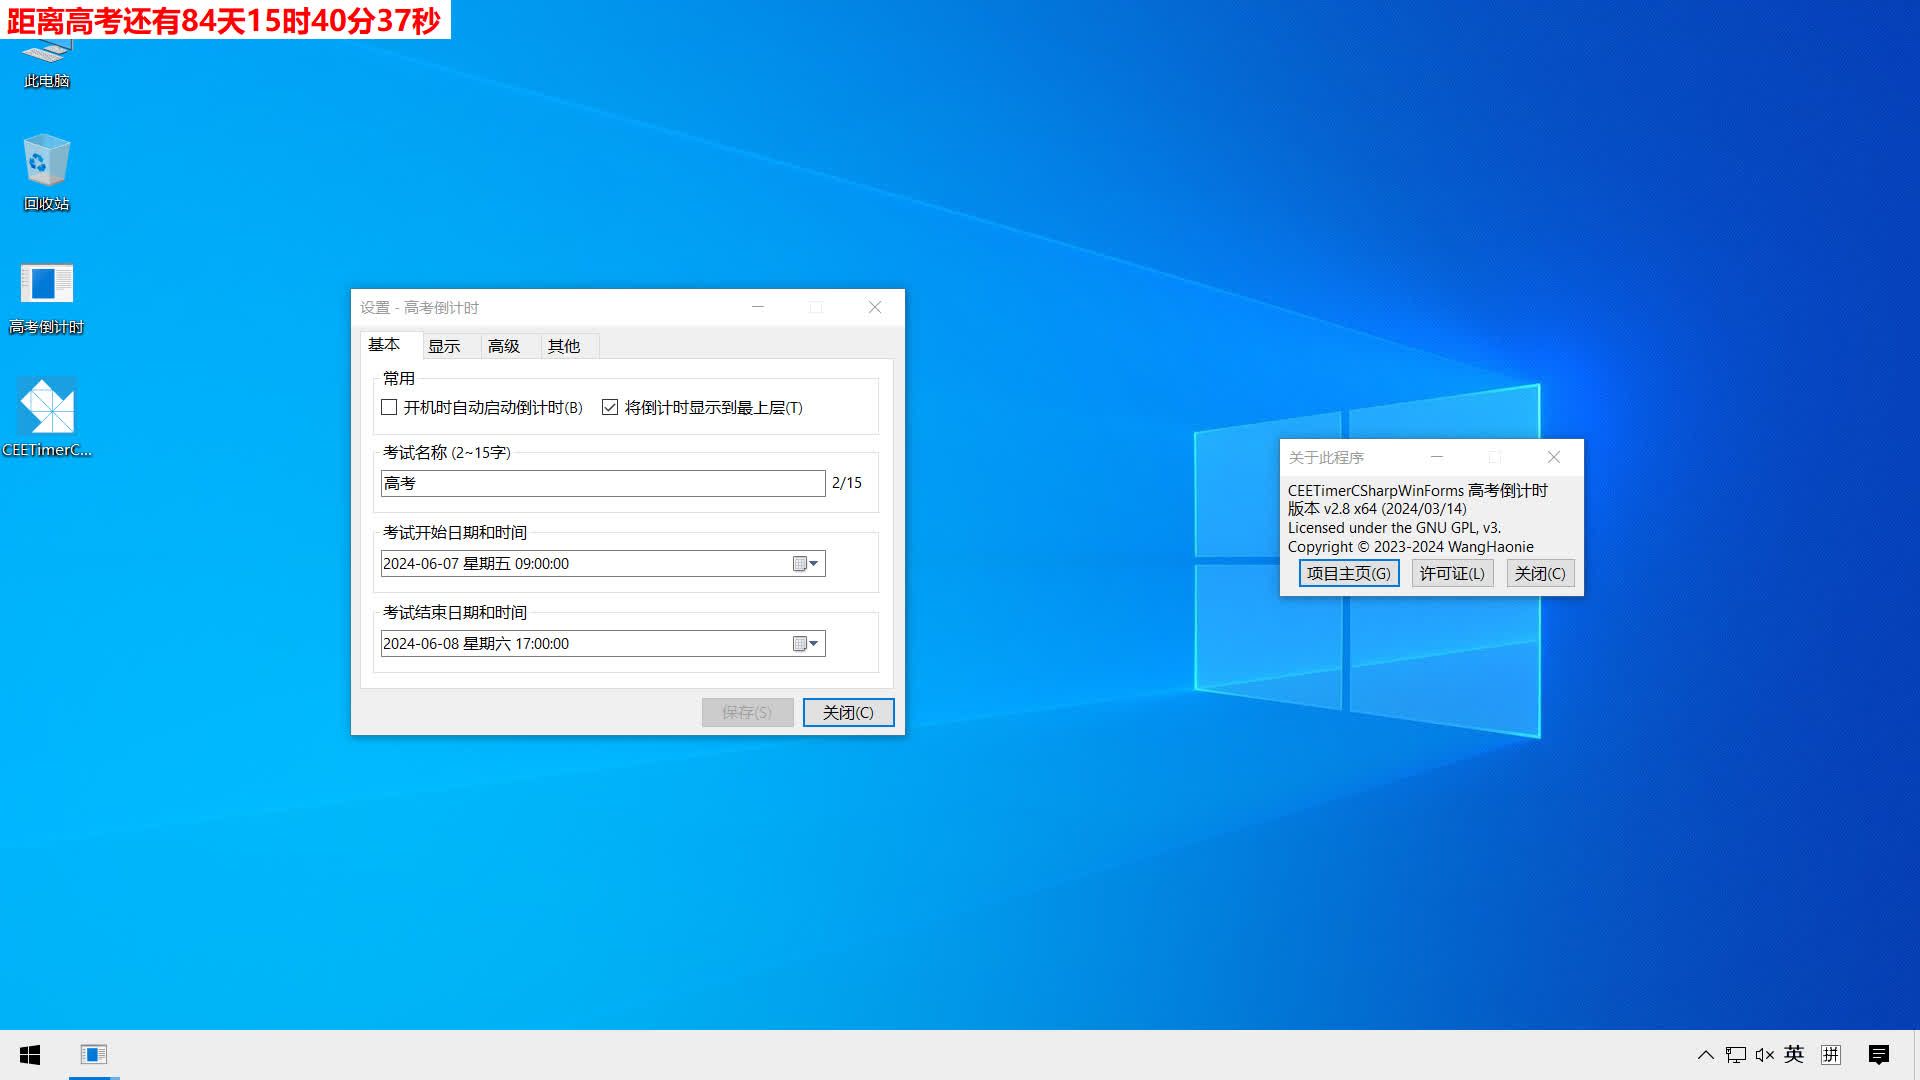 距离高考还有84天15时40分37秒
此电脑
回收站
高考倒计时
CEETimerC...
设置 - 高考倒计时
基本
显示
高级
其他
常用
开机时自动启动倒计时(B)
将倒计时显示到最上层(T)
考试名称 (2~15字)
高考
2/15
考试开始日期和时间
2024-06-07 星期五 09:00:00
考试结束日期和时间
2024-06-08 星期六 17:00:00
保存(S)
关闭(C)
关于此程序
CEETimerCSharpWinForms 高考倒计时
版本 v2.8 x64 (2024/03/14)
Licensed under the GNU GPL, v3.
Copyright © 2023-2024 WangHaonie
项目主页(G)
许可证(L)
关闭(C)
英
拼